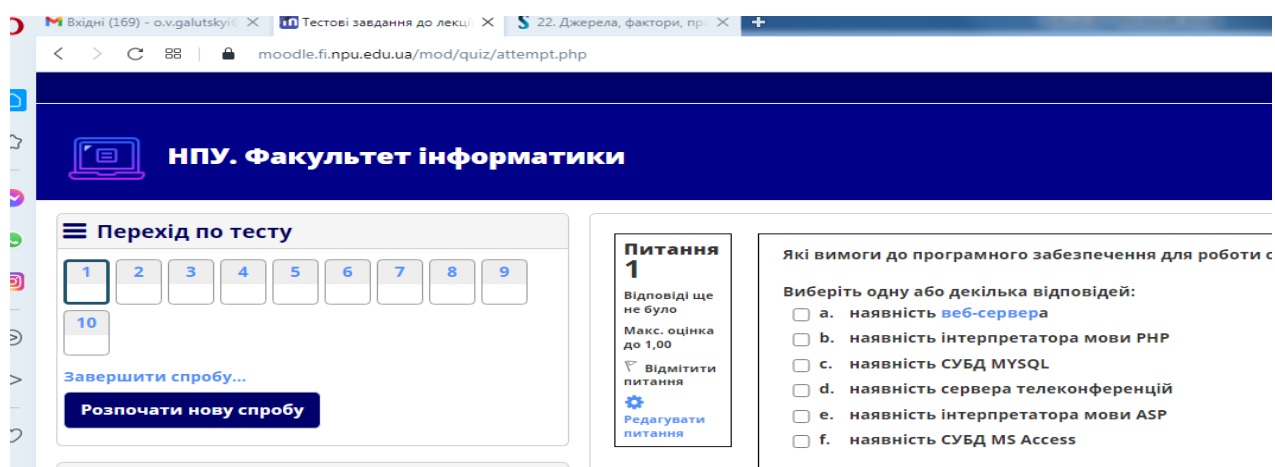 Вхідні (169) - o.v.galutskyi
Тестові завдання до лекці
22. Джерела, фактори, пр
moodle.fi.npu.edu.ua/mod/quiz/attempt.php
НПУ. Факультет інформатики
Перехід по тесту
1 2 3 4 5 6 7 8 9
10
Завершити спробу...
Розпочати нову спробу
Питання
1
Відповіді ще
не було
Макс. оцінка
до 1,00
Відмітити
питання
Редагувати
питання
Які вимоги до програмного забезпечення для роботи
Виберіть одну або декілька відповідей:
a. наявність веб-сервера
b. наявність інтерпретатора мови PHP
c. наявність СУБД MYSQL
d. наявність сервера телеконференцій
e. наявність інтерпретатора мови ASP
f. наявність СУБД MS Access